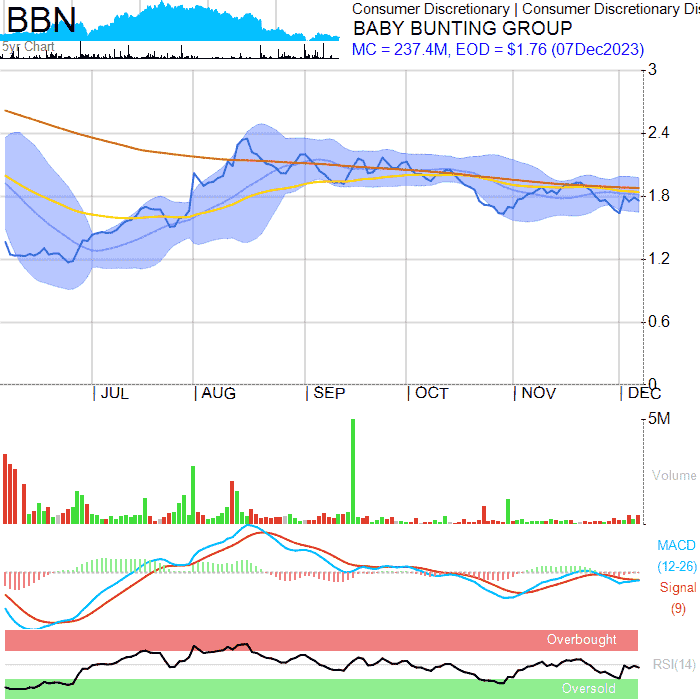 BBN
5yr Chart
Consumer Discretionary | Consumer Discretionary Dis
BABY BUNTING GROUP
MC = 237.4M, EOD = $1.76 (07Dec2023)
3
2.4
1.8
1.2
0.6
0
| JUL | AUG | SEP | OCT | NOV | DEC
5M
Volume
MACD
(12-26)
Signal
(9)
Overbought
RSI(14)
Oversold